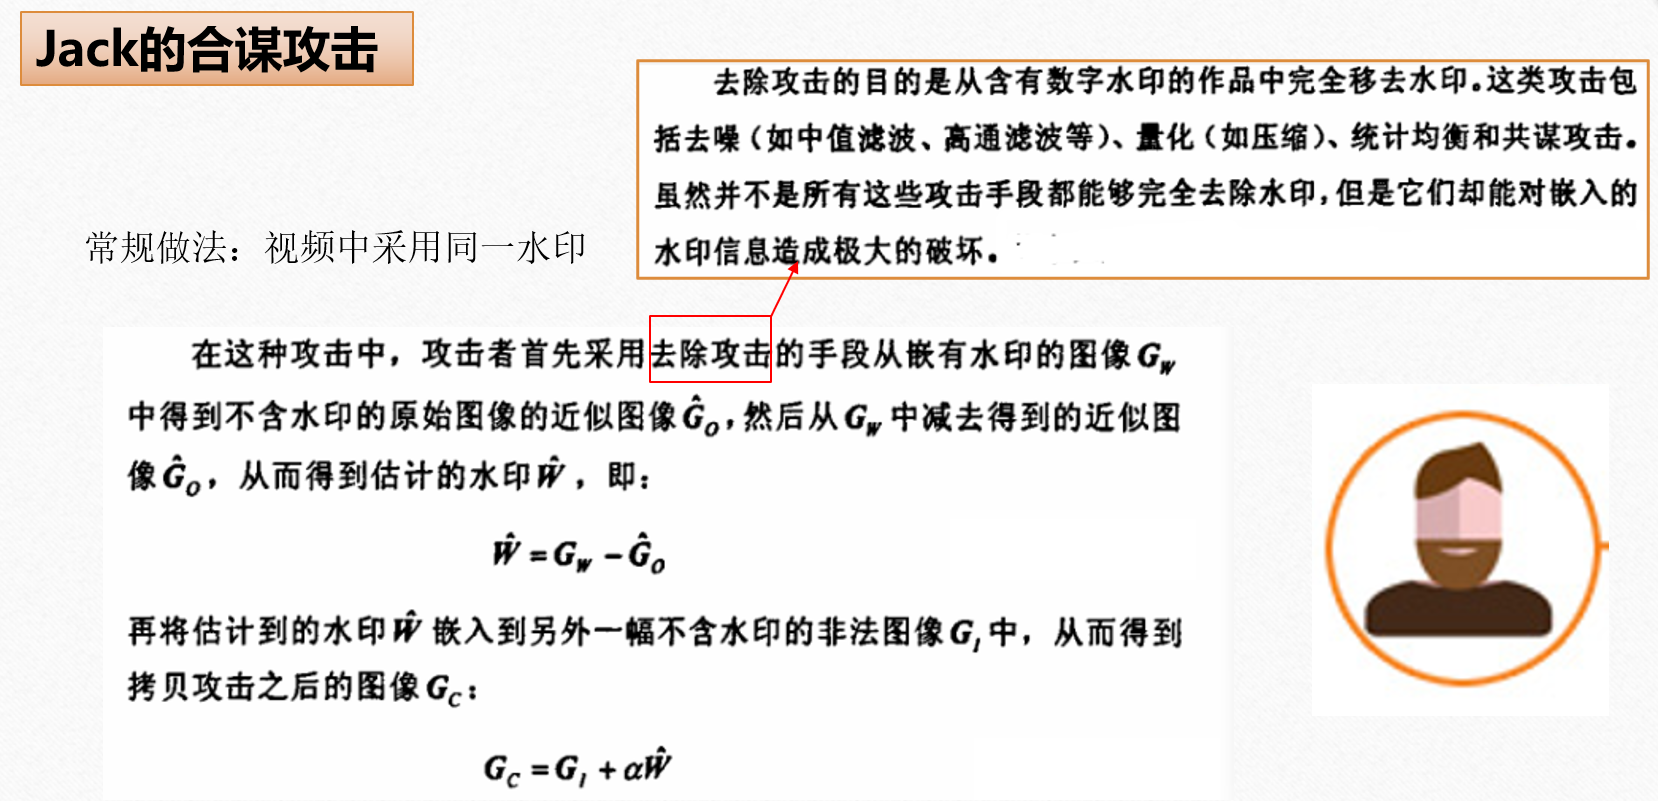 Jack的合谋攻击
去除攻击的目的是从含有数字水印的作品中完全移去水印。这类攻击包
括去噪（如中值滤波、高通滤波等）、量化（如压缩）、统计均衡和共谋攻击。
虽然并不是所有这些攻击手段都能够完全去除水印，但是它们却能对嵌入的
水印信息造成极大的破坏。
常规做法：视频中采用同一水印
在这种攻击中，攻击者首先采用去除攻击的手段从嵌有水印的图像 G_W
中得到不含水印的原始图像的近似图像 Ĝ_O，然后从 G_W 中减去得到的近似图
像 Ĝ_O，从而得到估计的水印 Ŵ，即：
Ŵ = G_W − Ĝ_O
再将估计到的水印 Ŵ 嵌入到另外一幅不含水印的非法图像 G_I 中，从而得到
拷贝攻击之后的图像 G_C：
G_C = G_I + αŴ